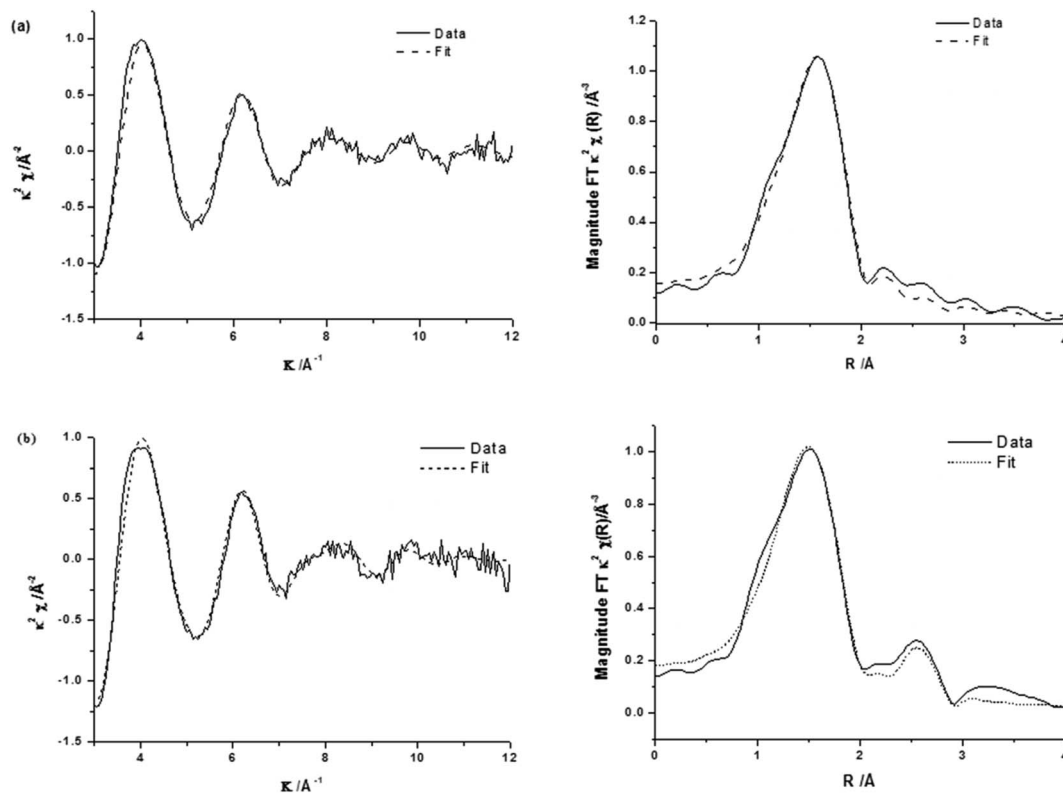 (a)
Data
Fit
1.0
0.5
0.0
-0.5
-1.0
-1.5
κ² χ /Å⁻²
4
6
8
10
12
K /Å⁻¹
Data
Fit
1.2
1.0
0.8
0.6
0.4
0.2
0.0
Magnitude FT κ² χ (R) /Å⁻³
0
1
2
3
4
R /Å
(b)
Data
Fit
1.0
0.5
0.0
-0.5
-1.0
-1.5
κ² χ /Å⁻²
4
6
8
10
12
K /Å⁻¹
Data
Fit
1.0
0.8
0.6
0.4
0.2
0.0
Magnitude FT κ² χ(R)/Å⁻³
0
1
2
3
4
R /Å